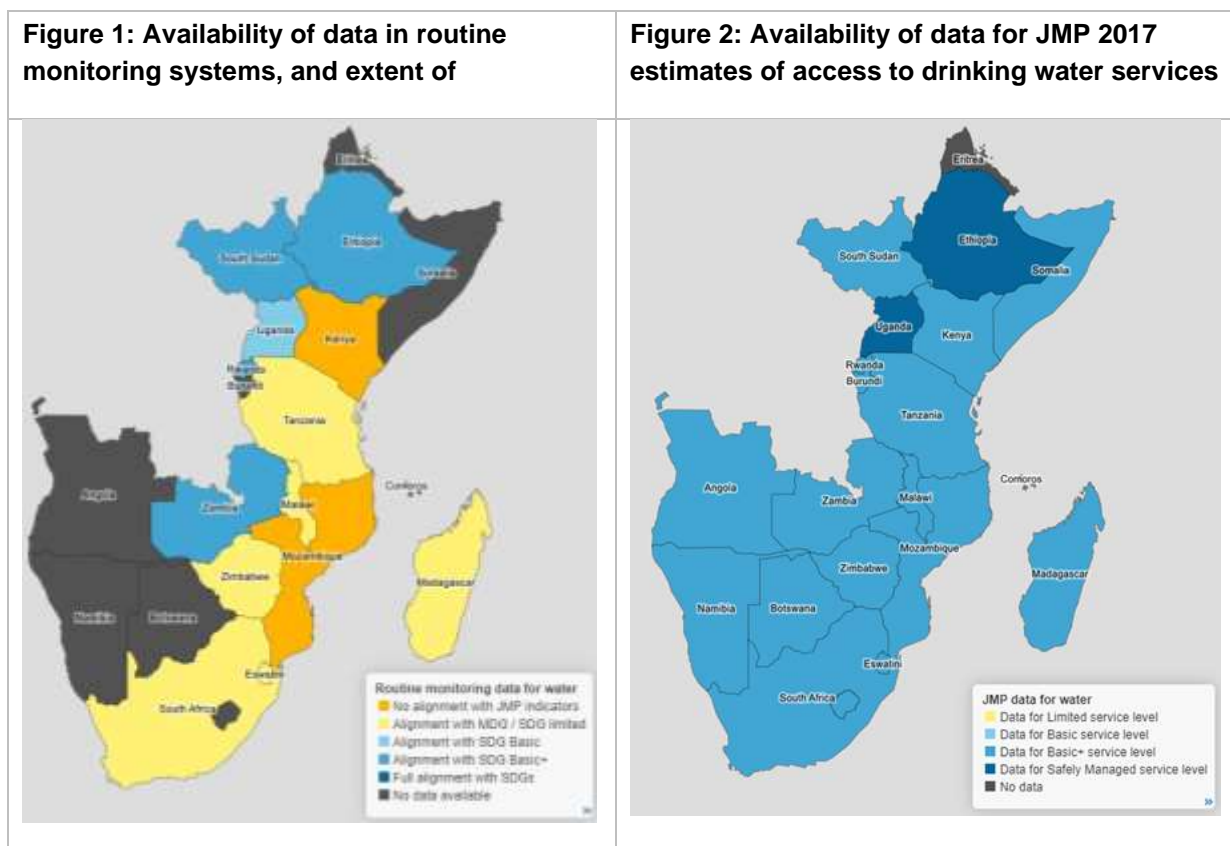 Figure 1: Availability of data in routine
monitoring systems, and extent of
Figure 2: Availability of data for JMP 2017
estimates of access to drinking water services
Eritrea
Ethiopia
South Sudan
Somalia
Uganda
Kenya
Rwanda
Burundi
Tanzania
Comoros
Angola
Zambia
Malawi
Mozambique
Zimbabwe
Madagascar
Namibia
Botswana
Eswatini
South Africa
Routine monitoring data for water
No alignment with JMP indicators
Alignment with MDG / SDG limited
Alignment with SDG Basic
Alignment with SDG Basic+
Full alignment with SDGs
No data available
»
Eritrea
Ethiopia
South Sudan
Somalia
Uganda
Kenya
Rwanda
Burundi
Tanzania
Comoros
Angola
Zambia
Malawi
Mozambique
Zimbabwe
Madagascar
Namibia
Botswana
Eswatini
South Africa
JMP data for water
Data for Limited service level
Data for Basic service level
Data for Basic+ service level
Data for Safely Managed service level
No data
»